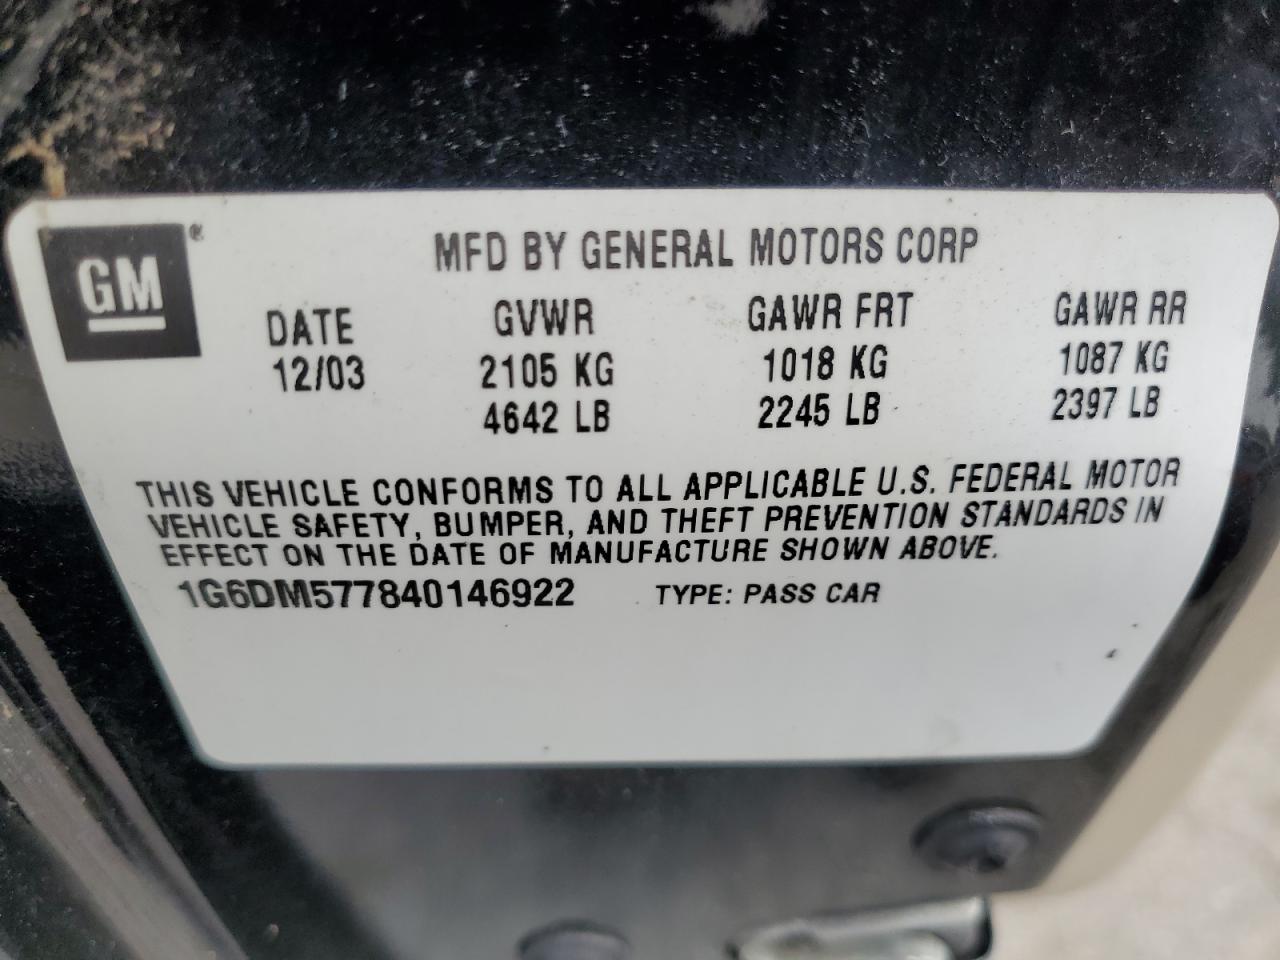 GM®
MFD BY GENERAL MOTORS CORP
DATE GVWR GAWR FRT GAWR RR
12/03 2105 KG 1018 KG 1087 KG
4642 LB 2245 LB 2397 LB
THIS VEHICLE CONFORMS TO ALL APPLICABLE U.S. FEDERAL MOTOR
VEHICLE SAFETY, BUMPER, AND THEFT PREVENTION STANDARDS IN
EFFECT ON THE DATE OF MANUFACTURE SHOWN ABOVE.
1G6DM577840146922 TYPE: PASS CAR